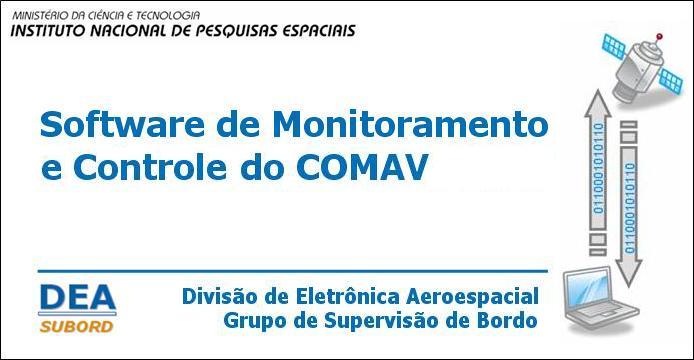 MINISTÉRIO DA CIÊNCIA E TECNOLOGIA
INSTITUTO NACIONAL DE PESQUISAS ESPACIAIS
Software de Monitoramento
e Controle do COMAV
0110001010110
0110001010110
DEA
SUBORD
Divisão de Eletrônica Aeroespacial
Grupo de Supervisão de Bordo